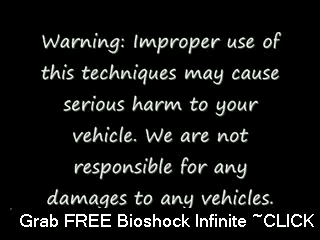 Warning: Improper use of
this techniques may cause
serious harm to your
vehicle. We are not
responsible for any
damages to any vehicles.
Grab FREE Bioshock Infinite ~CLICK